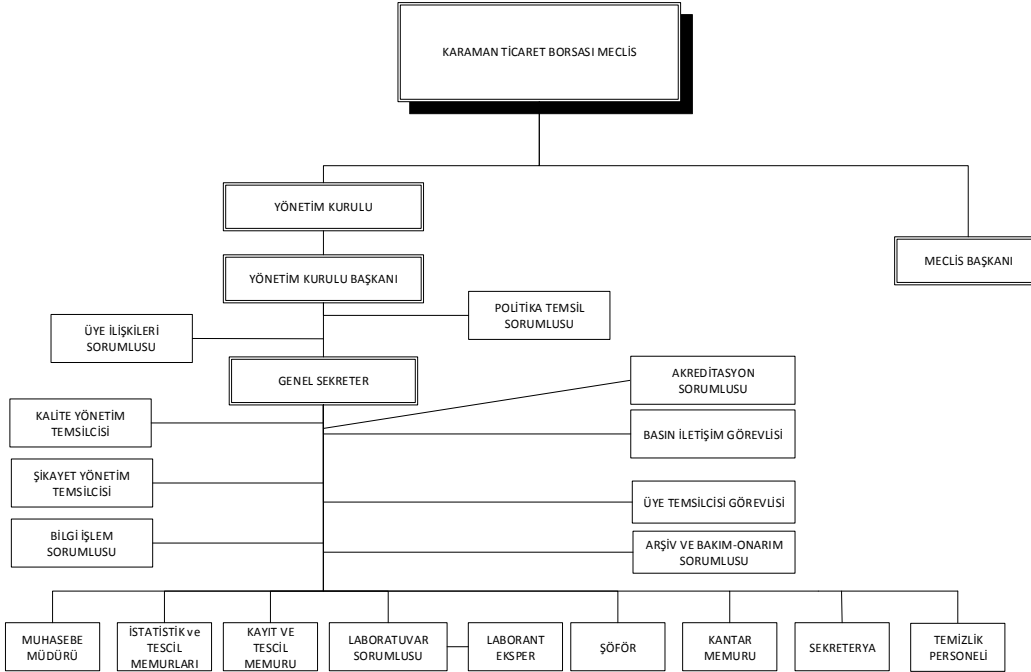 KARAMAN TİCARET BORSASI MECLİS
YÖNETİM KURULU
MECLİS BAŞKANI
YÖNETİM KURULU BAŞKANI
POLİTİKA TEMSİL
SORUMLUSU
ÜYE İLİŞKİLERİ
SORUMLUSU
GENEL SEKRETER
AKREDİTASYON
SORUMLUSU
KALİTE YÖNETİM
TEMSİLCİSİ
BASIN İLETİŞİM GÖREVLİSİ
ŞİKAYET YÖNETİM
TEMSİLCİSİ
ÜYE TEMSİLCİSİ GÖREVLİSİ
BİLGİ İŞLEM
SORUMLUSU
ARŞİV VE BAKIM-ONARIM
SORUMLUSU
MUHASEBE
MÜDÜRÜ
İSTATİSTİK ve
TESCİL
MEMURLARI
KAYIT VE
TESCİL
MEMURU
LABORATUVAR
SORUMLUSU
LABORANT
EKSPER
ŞÖFÖR
KANTAR
MEMURU
SEKRETERYA
TEMİZLİK
PERSONELİ